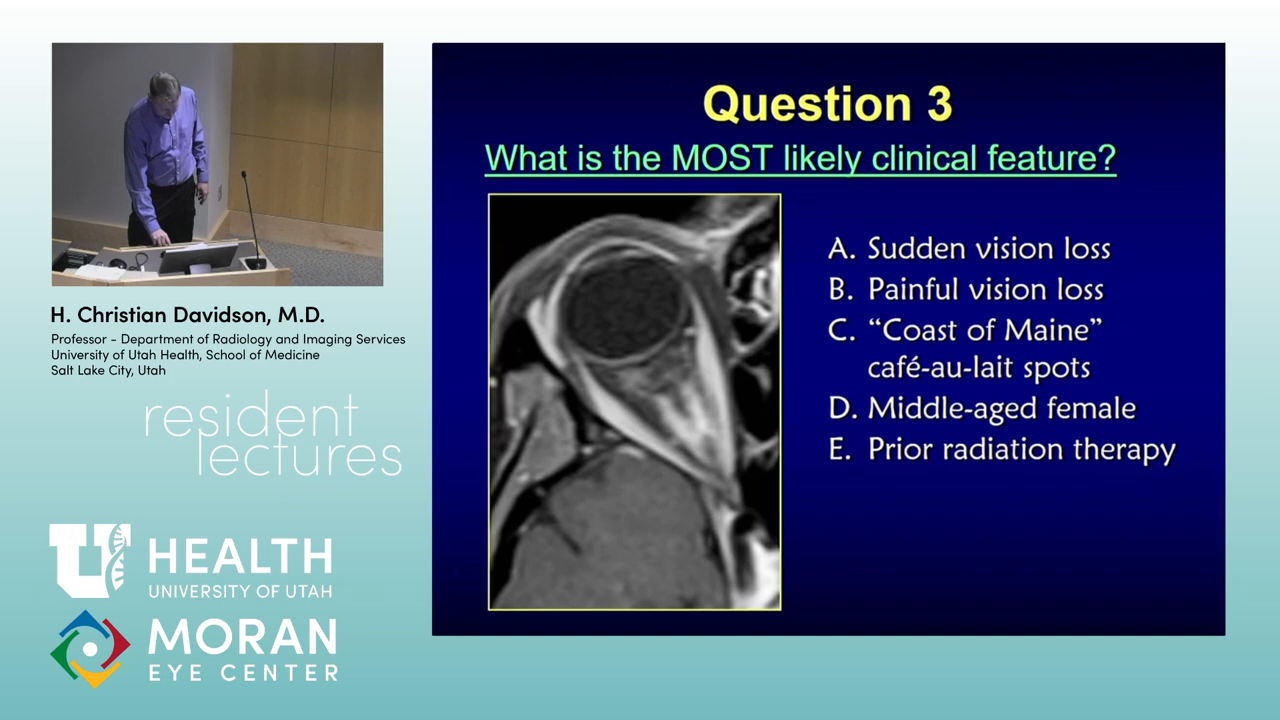 H. Christian Davidson, M.D.
Professor - Department of Radiology and Imaging Services
University of Utah Health, School of Medicine
Salt Lake City, Utah
resident
lectures
U HEALTH
UNIVERSITY OF UTAH
MORAN
EYE CENTER
Question 3
What is the MOST likely clinical feature?
A. Sudden vision loss
B. Painful vision loss
C. “Coast of Maine”
café-au-lait spots
D. Middle-aged female
E. Prior radiation therapy